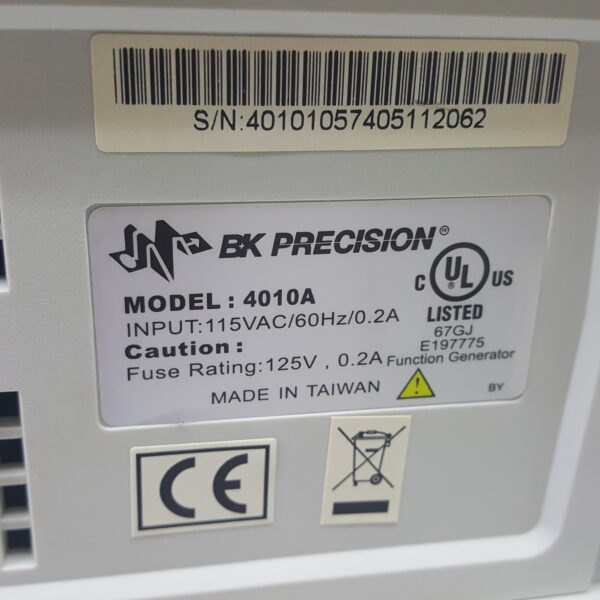 S/N:40101057405112062
BK PRECISION®
MODEL : 4010A
INPUT:115VAC/60Hz/0.2A
Caution :
Fuse Rating:125V , 0.2A
MADE IN TAIWAN
C UL US
LISTED
67GJ
E197775
Function Generator
BY
CE